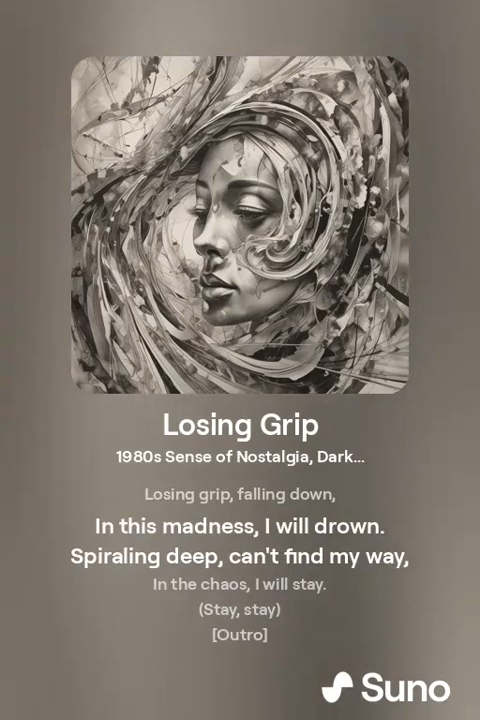 Losing Grip
1980s Sense of Nostalgia, Dark...
Losing grip, falling down,
In this madness, I will drown.
Spiraling deep, can't find my way,
In the chaos, I will stay.
(Stay, stay)
[Outro]
Suno